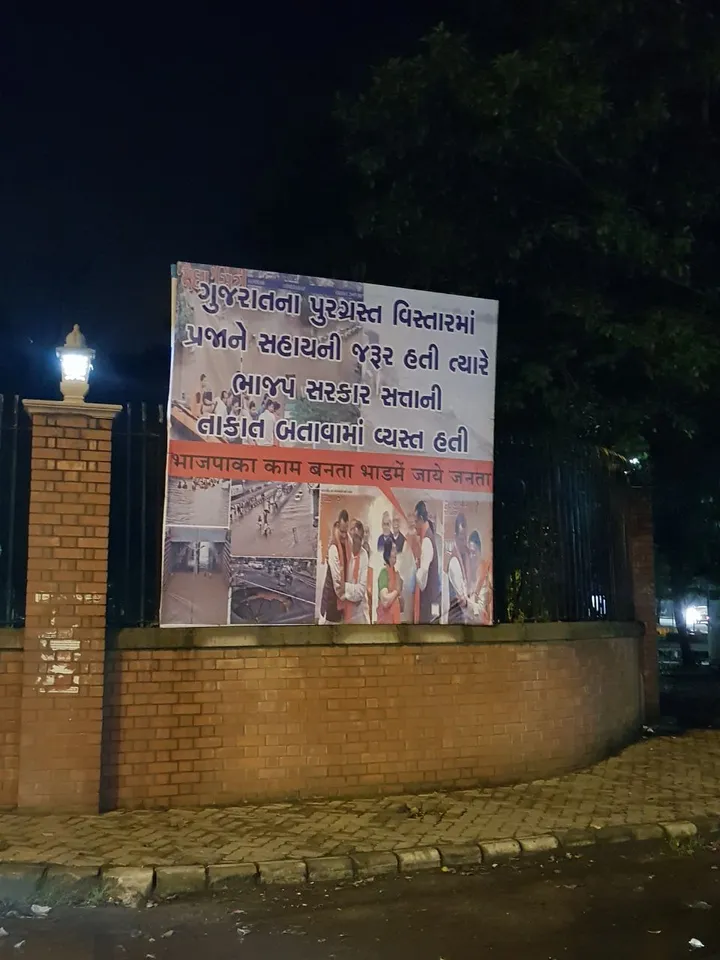 ગુજરાતના પુરગ્રસ્ત વિસ્તારમાં
પ્રજાને સહાયની જરૂર હતી ત્યારે
ભાજપ સરકાર સત્તાની
તાકાત બતાવામાં વ્યસ્ત હતી
भाजपाका काम बनता भाडमें जाये जनता